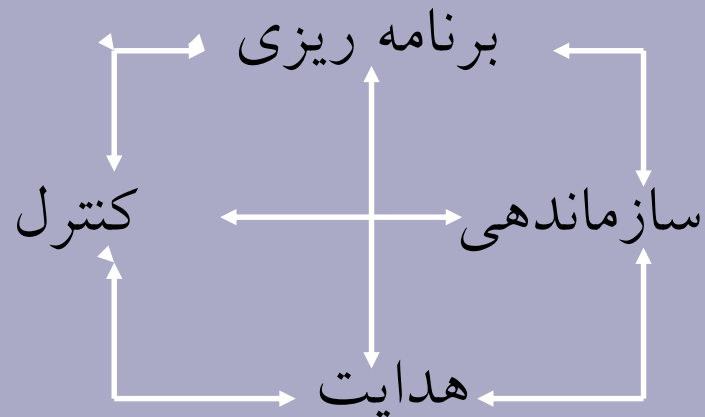 برنامه ریزی
سازماندهی
کنترل
هدایت